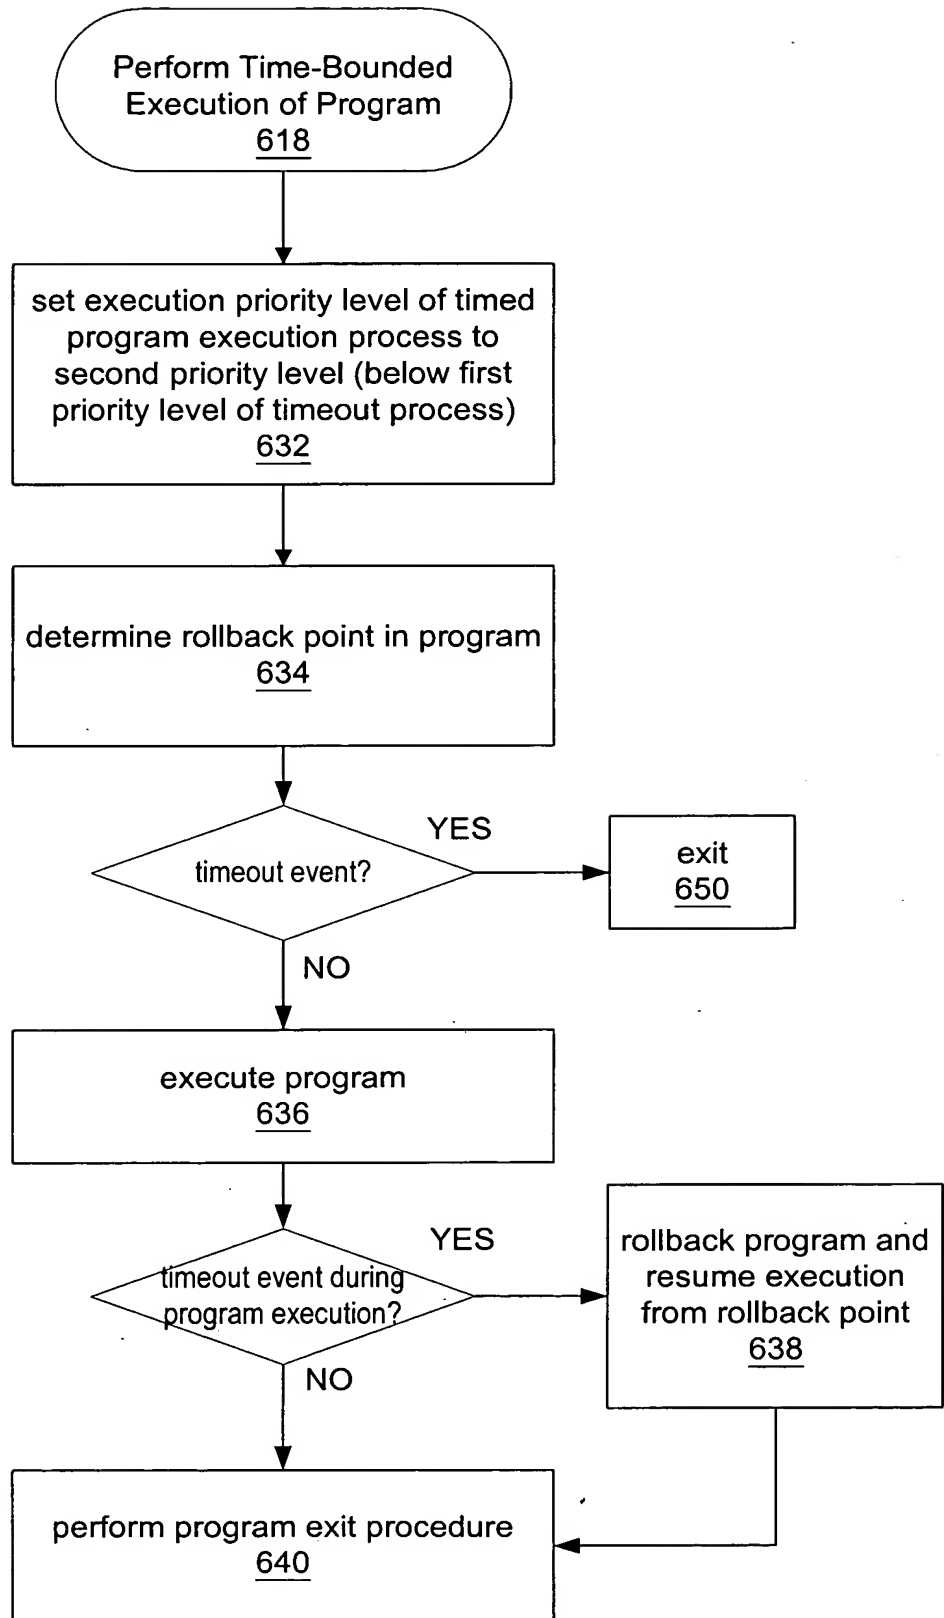 Perform Time-Bounded
Execution of Program
618
set execution priority level of timed
program execution process to
second priority level (below first
priority level of timeout process)
632
determine rollback point in program
634
timeout event?
YES
exit
650
NO
execute program
636
timeout event during
program execution?
YES
rollback program and
resume execution
from rollback point
638
NO
perform program exit procedure
640